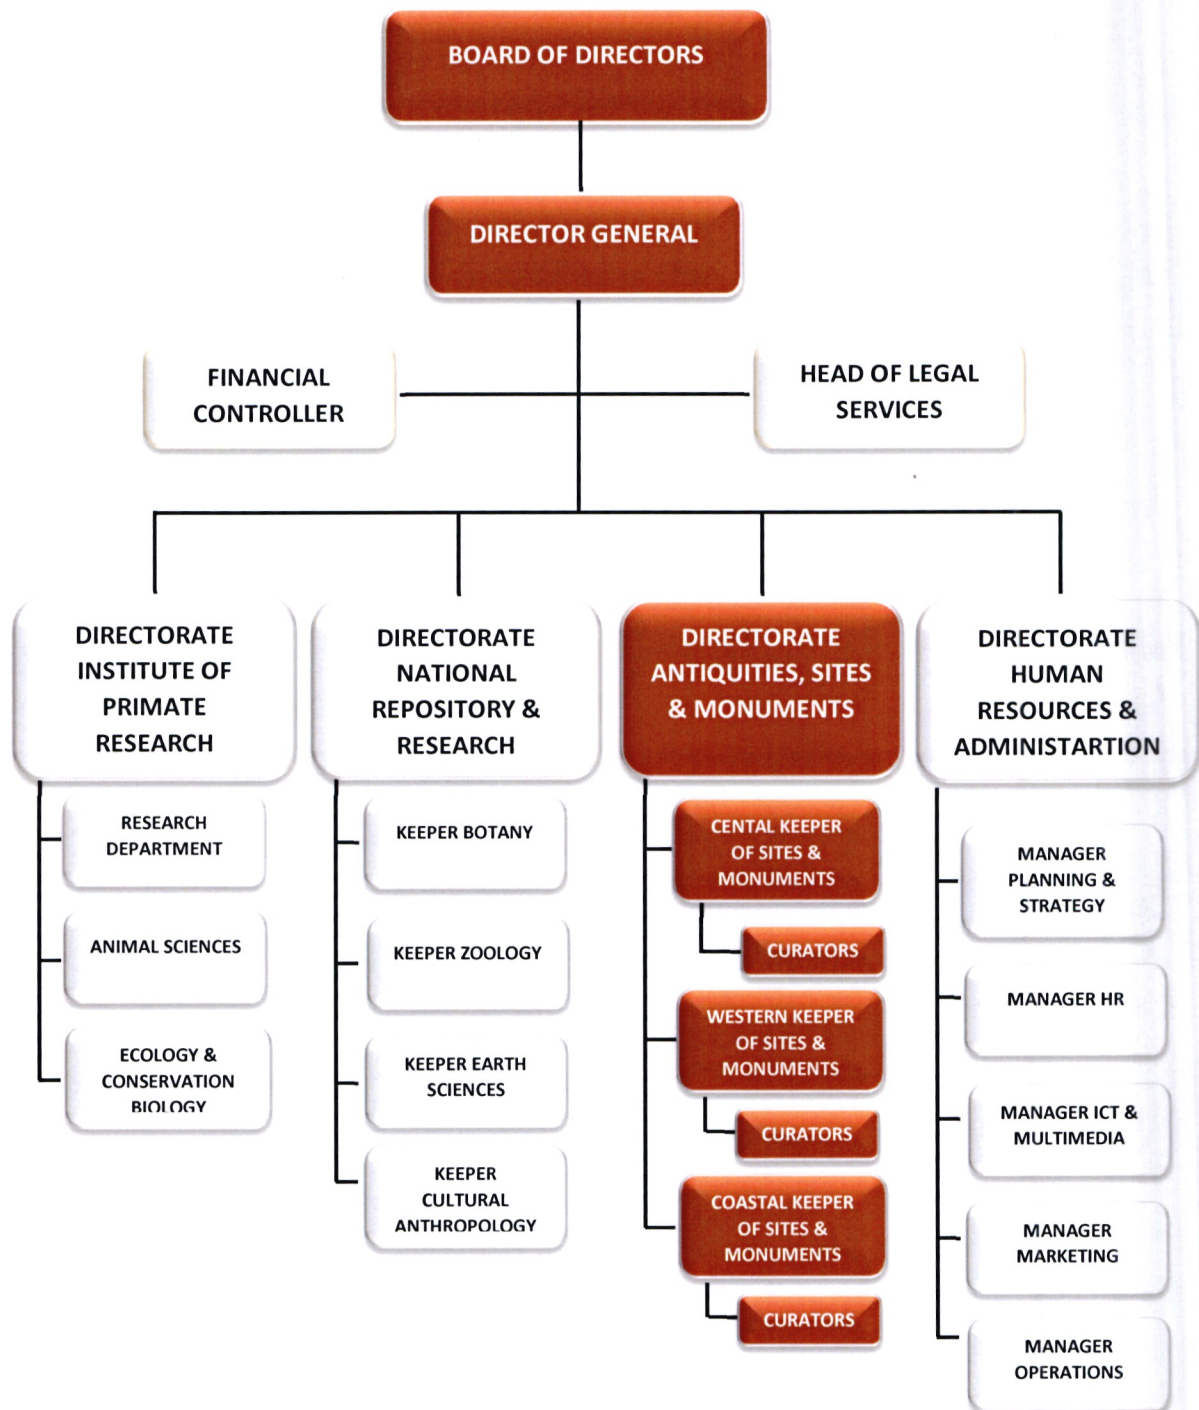 BOARD OF DIRECTORS
DIRECTOR GENERAL
FINANCIAL
CONTROLLER
HEAD OF LEGAL
SERVICES
DIRECTORATE
INSTITUTE OF
PRIMATE
RESEARCH
RESEARCH
DEPARTMENT
ANIMAL SCIENCES
ECOLOGY &
CONSERVATION
BIOLOGY
DIRECTORATE
NATIONAL
REPOSITORY &
RESEARCH
KEEPER BOTANY
KEEPER ZOOLOGY
KEEPER EARTH
SCIENCES
KEEPER
CULTURAL
ANTHROPOLOGY
DIRECTORATE
ANTIQUITIES, SITES
& MONUMENTS
CENTAL KEEPER
OF SITES &
MONUMENTS
CURATORS
WESTERN KEEPER
OF SITES &
MONUMENTS
CURATORS
COASTAL KEEPER
OF SITES &
MONUMENTS
CURATORS
DIRECTORATE
HUMAN
RESOURCES &
ADMINISTARTION
MANAGER
PLANNING &
STRATEGY
MANAGER HR
MANAGER ICT &
MULTIMEDIA
MANAGER
MARKETING
MANAGER
OPERATIONS